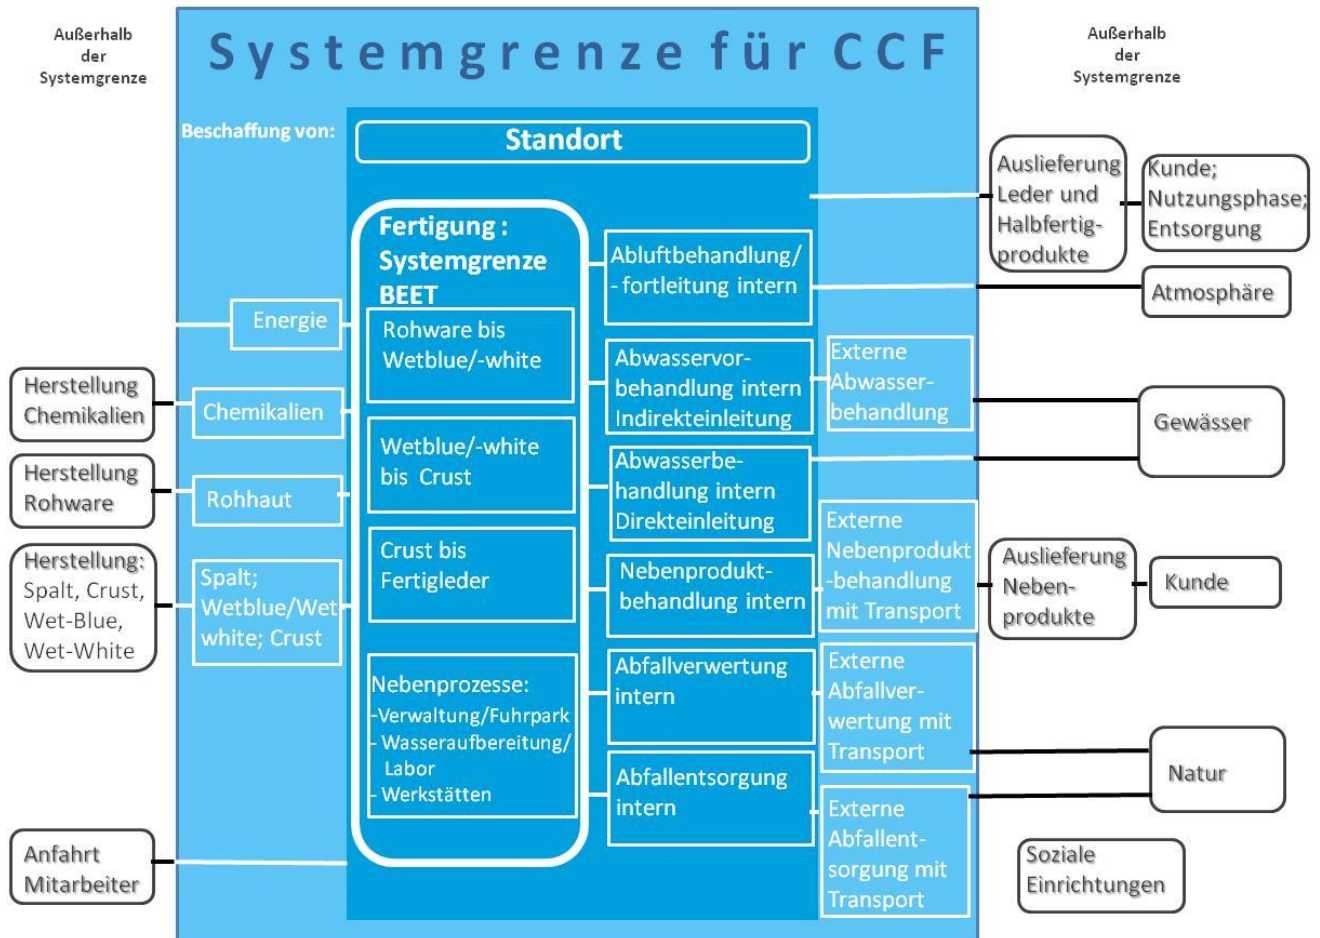 Außerhalb
der
Systemgrenze
Systemgrenze für CCF
Außerhalb
der
Systemgrenze
Beschaffung von:
Standort
Energie
Herstellung
Chemikalien
Chemikalien
Herstellung
Rohware
Rohhaut
Herstellung:
Spalt, Crust,
Wet-Blue,
Wet-White
Spalt;
Wetblue/Wet
white; Crust
Anfahrt
Mitarbeiter
Fertigung :
Systemgrenze
BEET
Rohware bis
Wetblue/-white
Wetblue/-white
bis Crust
Crust bis
Fertigleder
Nebenprozesse:
-Verwaltung/Fuhrpark
- Wasseraufbereitung/
Labor
- Werkstätten
Abluftbehandlung/
- fortleitung intern
Abwasservor-
behandlung intern
Indirekteinleitung
Abwasserbe-
handlung intern
Direkteinleitung
Nebenprodukt-
behandlung intern
Abfallverwertung
intern
Abfallentsorgung
intern
Externe
Abwasser-
behandlung
Externe
Nebenprodukt
-behandlung
mit Transport
Externe
Abfallver-
wertung mit
Transport
Externe
Abfallent-
sorgung mit
Transport
Auslieferung
Leder und
Halbfertig-
produkte
Kunde;
Nutzungsphase;
Entsorgung
Atmosphäre
Gewässer
Auslieferung
Neben-
produkte
Kunde
Natur
Soziale
Einrichtungen